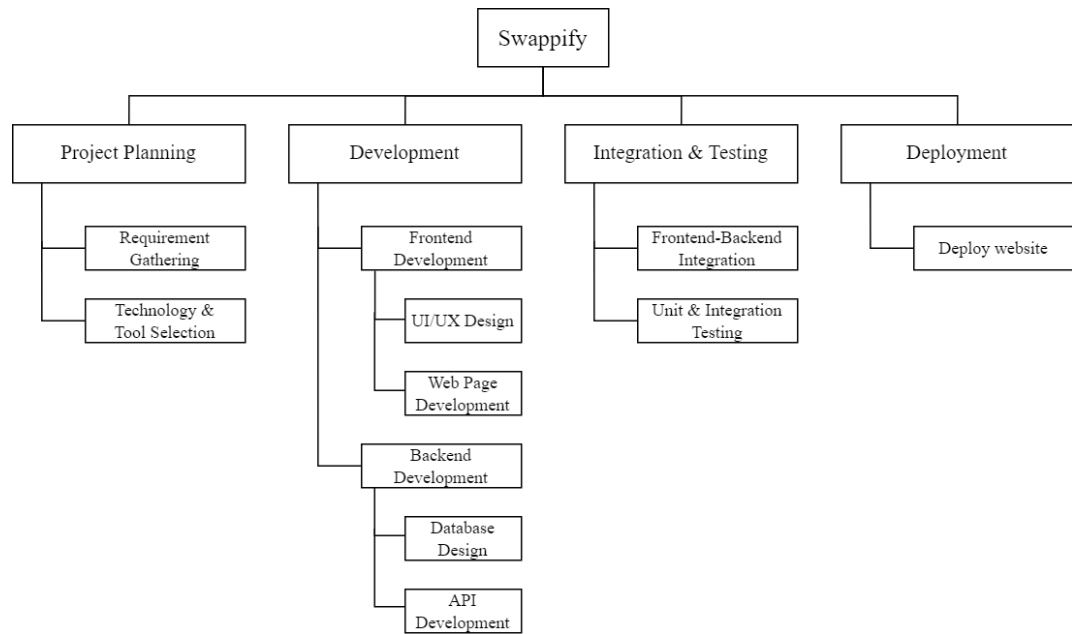 Swappify
Project Planning
Development
Integration & Testing
Deployment
Requirement
Gathering
Technology &
Tool Selection
Frontend
Development
UI/UX Design
Web Page
Development
Backend
Development
Database
Design
API
Development
Frontend-Backend
Integration
Unit & Integration
Testing
Deploy website